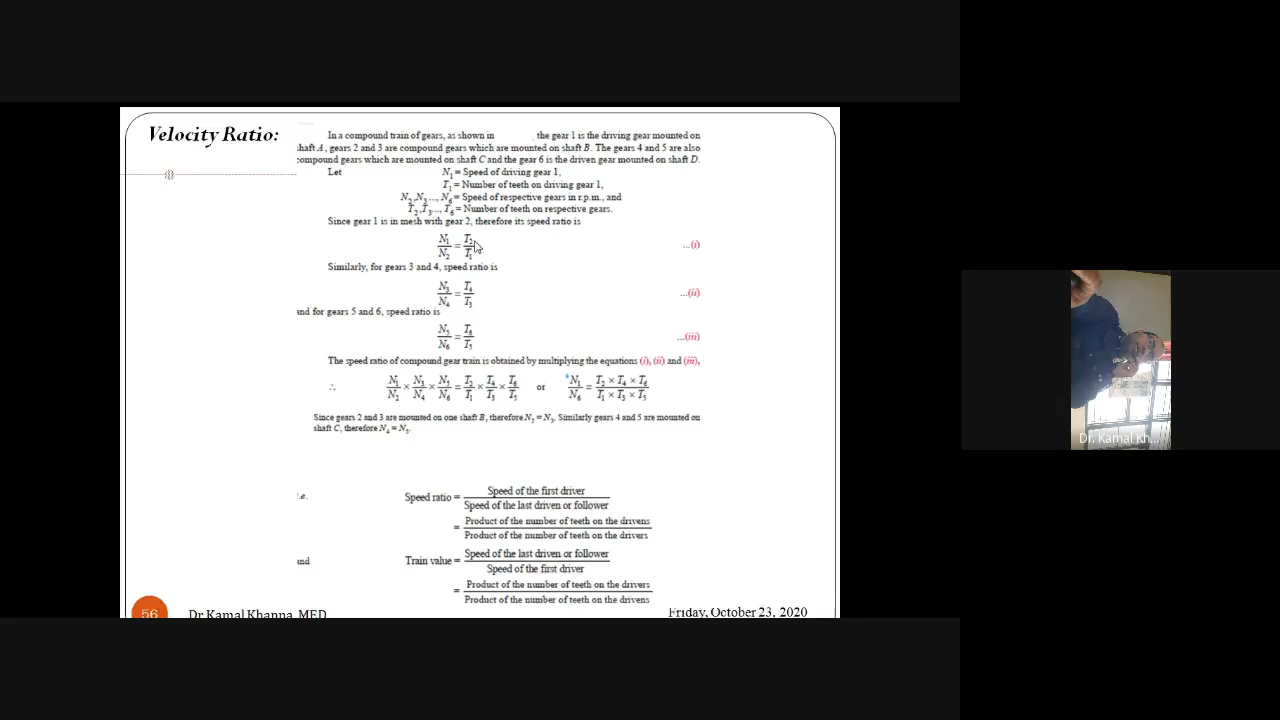 Velocity Ratio:
In a compound train of gears, as shown in the gear 1 is the driving gear mounted on
shaft A, gears 2 and 3 are compound gears which are mounted on shaft B. The gears 4 and 5 are also
compound gears which are mounted on shaft C and the gear 6 is the driven gear mounted on shaft D.
Let N₁ = Speed of driving gear 1,
T₁ = Number of teeth on driving gear 1,
N₂, N₃ ..., N₆ = Speed of respective gears in r.p.m., and
T₂, T₃..., T₆ = Number of teeth on respective gears.
Since gear 1 is in mesh with gear 2, therefore its speed ratio is
N₁/N₂ = T₂/T₁ ...(i)
Similarly, for gears 3 and 4, speed ratio is
N₃/N₄ = T₄/T₃ ...(ii)
and for gears 5 and 6, speed ratio is
N₅/N₆ = T₆/T₅ ...(iii)
The speed ratio of compound gear train is obtained by multiplying the equations (i), (ii) and (iii),
∴ N₁/N₂ × N₃/N₄ × N₅/N₆ = T₂/T₁ × T₄/T₃ × T₆/T₅ or *N₁/N₆ = T₂ × T₄ × T₆/T₁ × T₃ × T₅
Since gears 2 and 3 are mounted on one shaft B, therefore N₂ = N₃. Similarly gears 4 and 5 are mounted on
shaft C, therefore N₄ = N₅.
i.e. Speed ratio = Speed of the first driver
Speed of the last driven or follower
= Product of the number of teeth on the drivens
Product of the number of teeth on the drivers
and Train value = Speed of the last driven or follower
Speed of the first driver
= Product of the number of teeth on the drivers
Product of the number of teeth on the drivens
56 Dr Kamal Khanna, MED Friday, October 23, 2020
Dr. Kamal Kh...